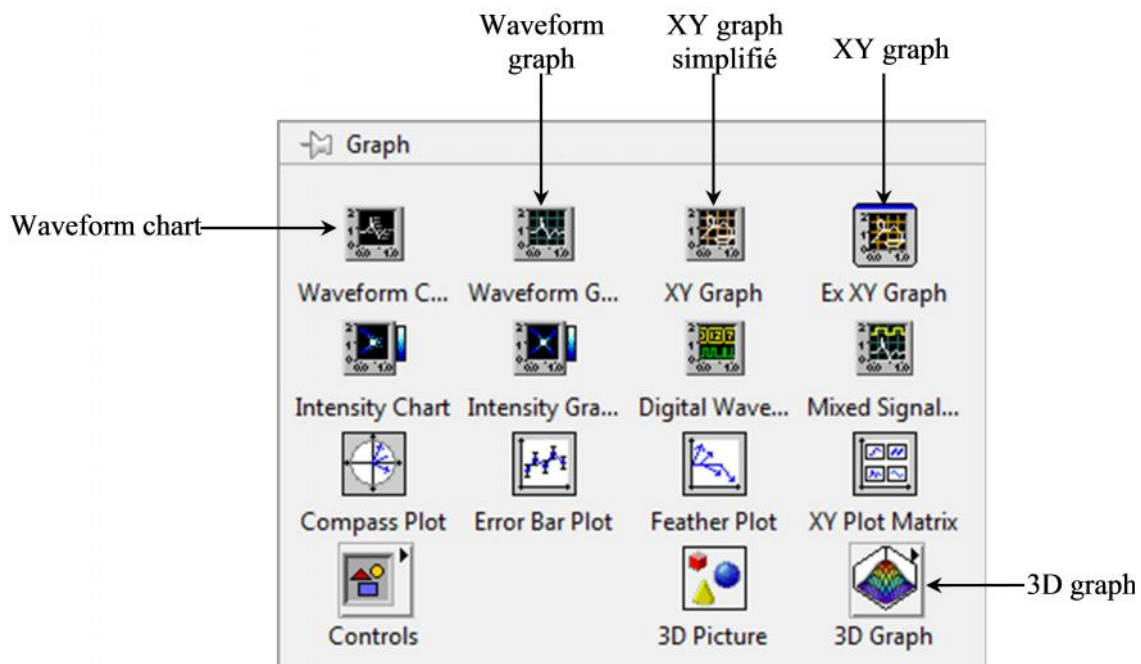 Waveform
graph
XY graph
simplifié
XY graph
Graph
Waveform chart
Waveform C...
Waveform G...
XY Graph
Ex XY Graph
Intensity Chart
Intensity Gra...
Digital Wave...
Mixed Signal...
Compass Plot
Error Bar Plot
Feather Plot
XY Plot Matrix
3D graph
Controls
3D Picture
3D Graph